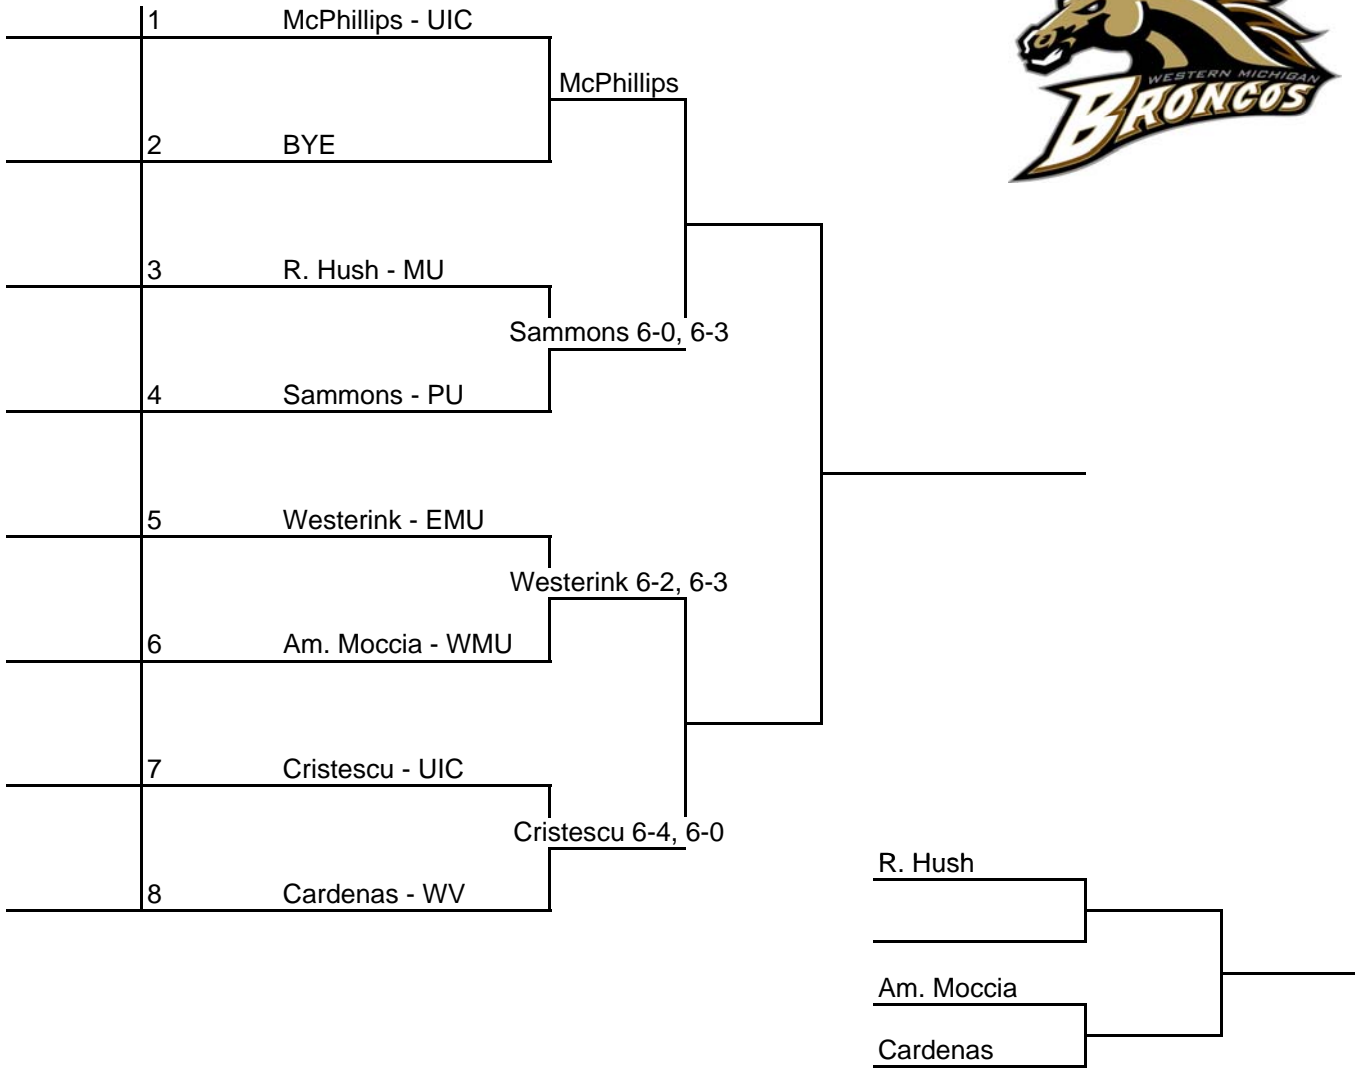 1 McPhillips - UIC
McPhillips
WESTERN MICHIGAN
BRONCOS
2 BYE
3 R. Hush - MU
Sammons 6-0, 6-3
4 Sammons - PU
5 Westerink - EMU
Westerink 6-2, 6-3
6 Am. Moccia - WMU
7 Cristescu - UIC
Cristescu 6-4, 6-0
8 Cardenas - WV
R. Hush
Am. Moccia
Cardenas